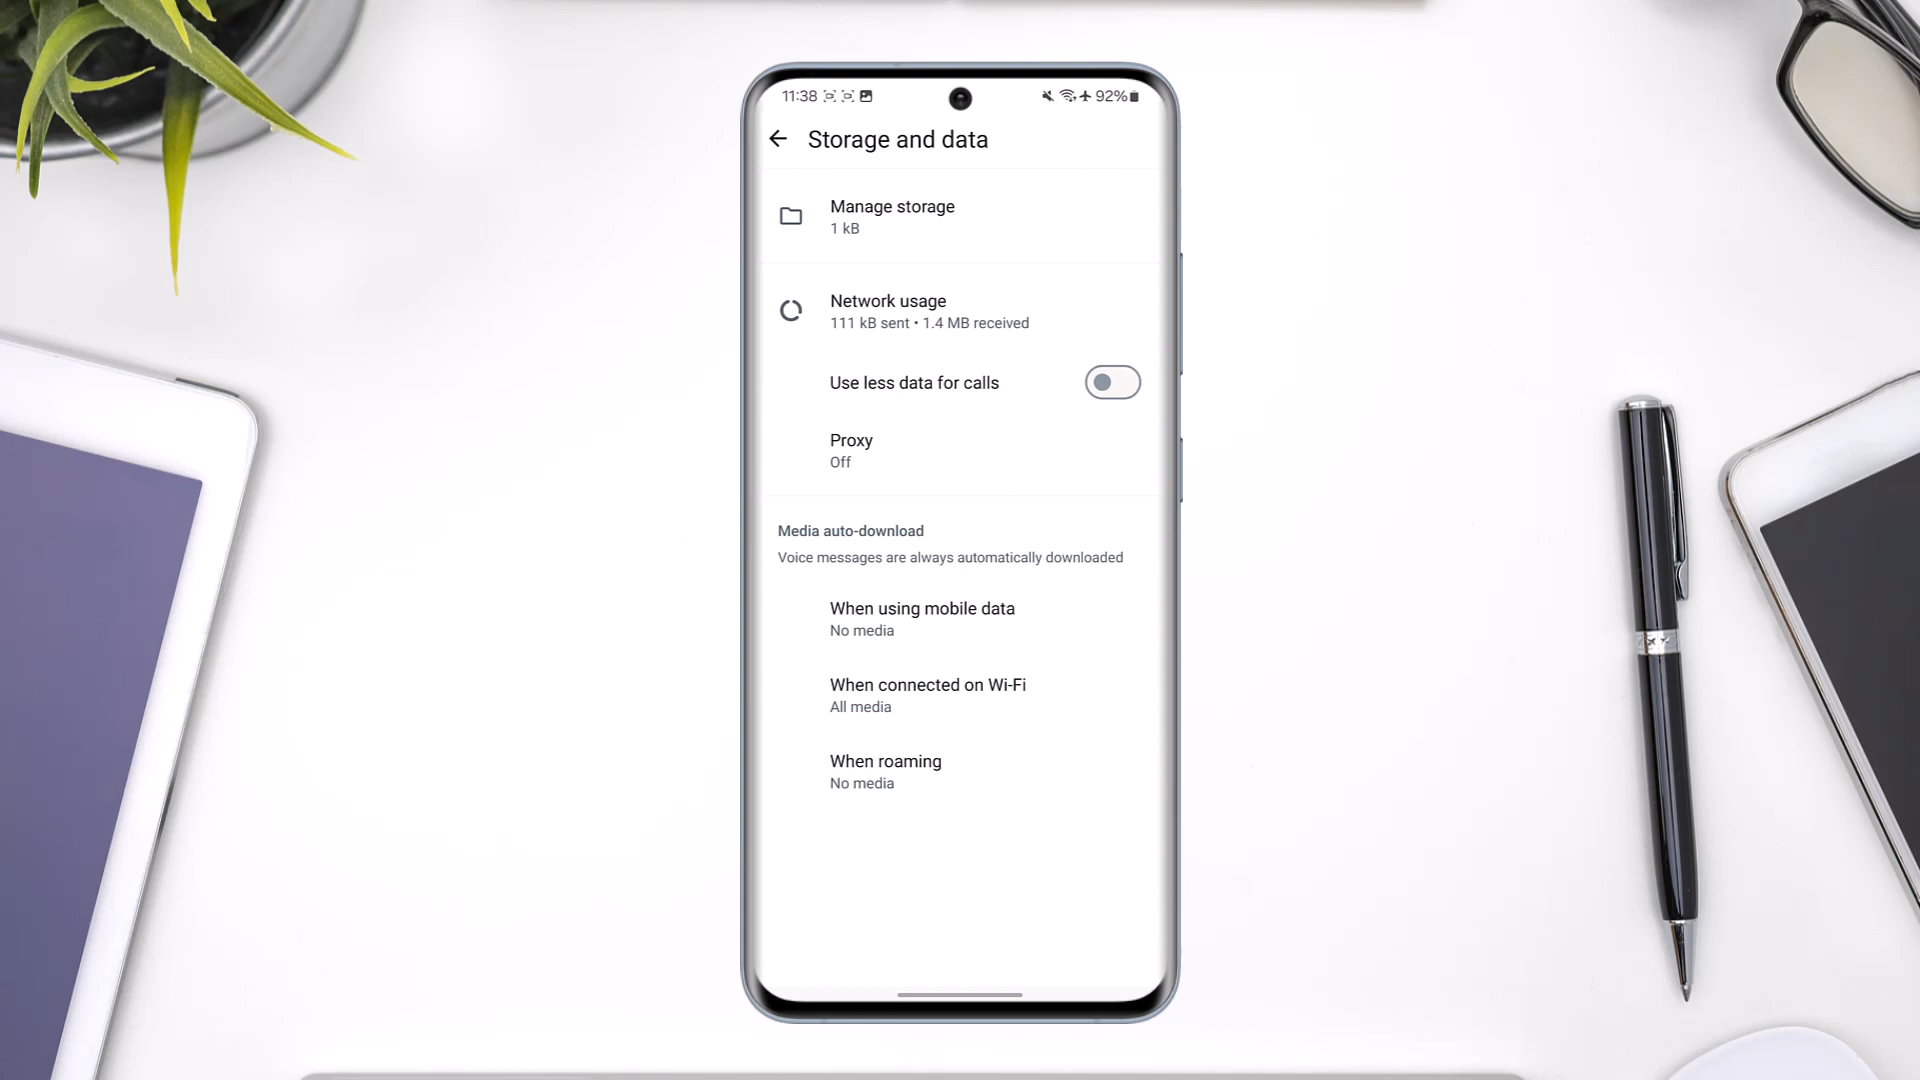 11:38
92%
Storage and data
Manage storage
1 kB
Network usage
111 kB sent • 1.4 MB received
Use less data for calls
Proxy
Off
Media auto-download
Voice messages are always automatically downloaded
When using mobile data
No media
When connected on Wi-Fi
All media
When roaming
No media